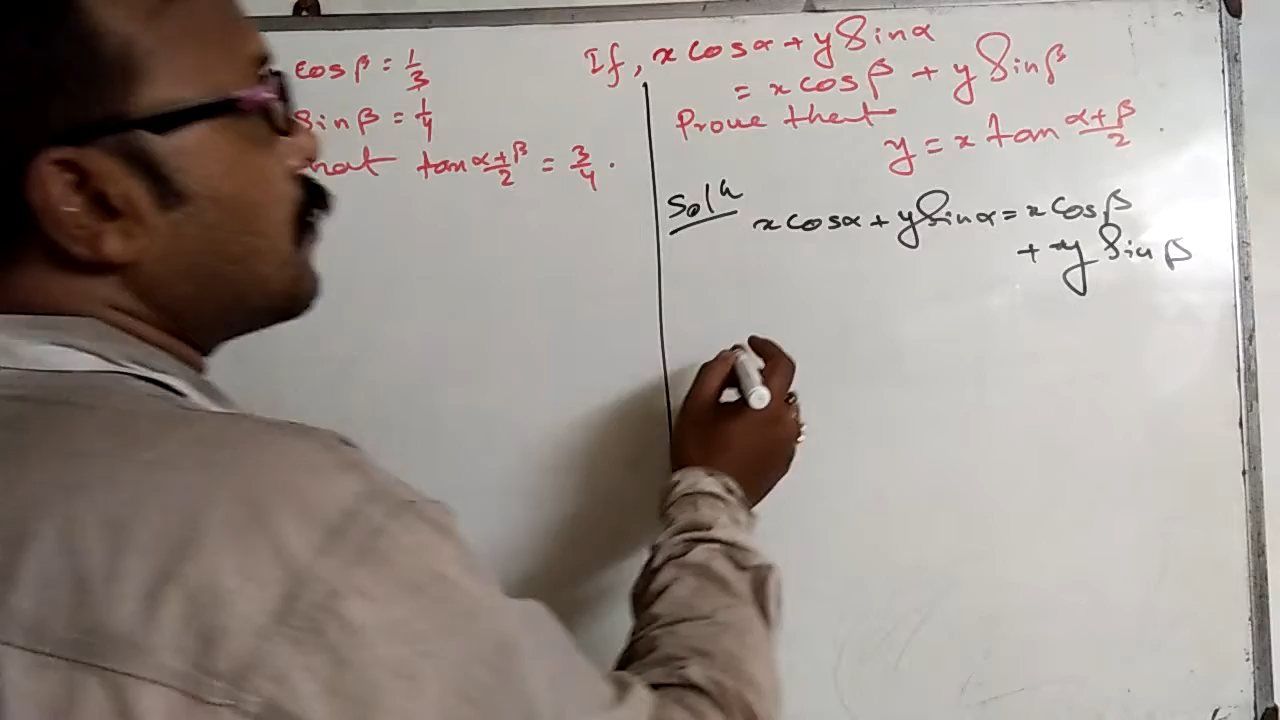 cos β = 1/3
sin β = 1/4
that tan α+β/2 = 3/4 .
If, x cos α + y Sin α
= x cos β + y Sin β
Prove that
y = x tan α+β/2 .
Solⁿ
x cos α + y Sin α = x cos β
+ y Sin β